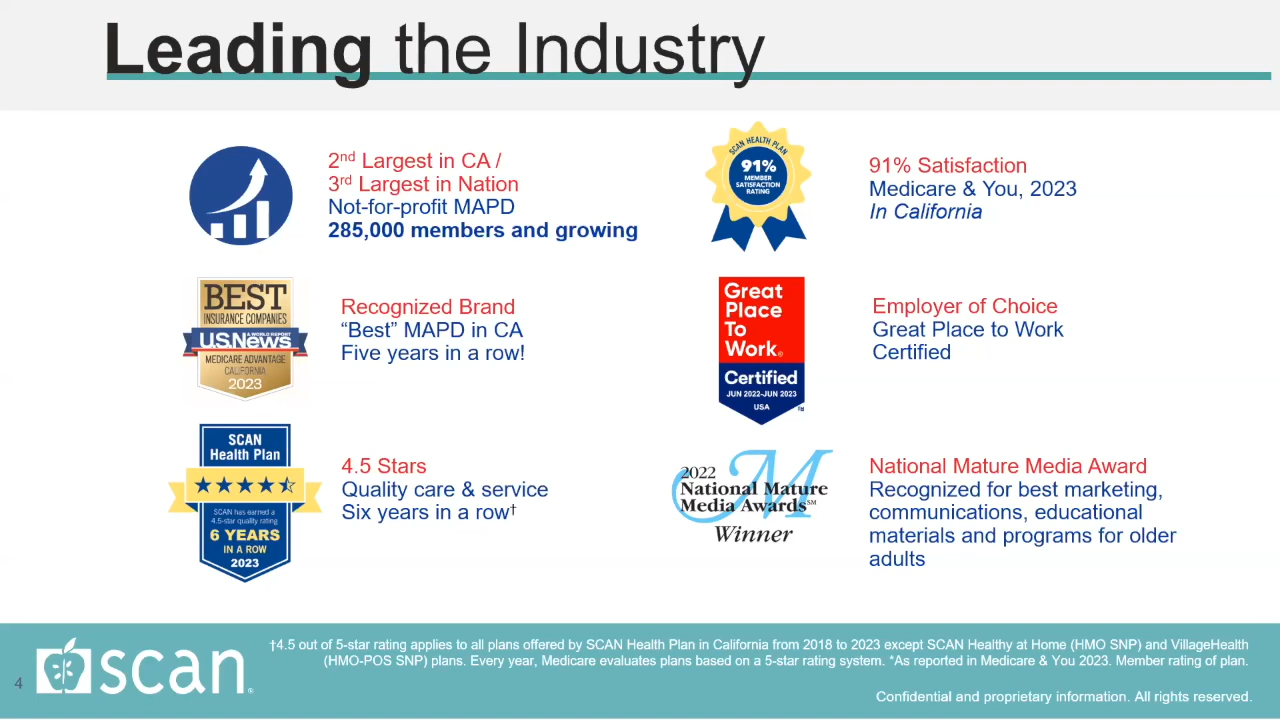 Leading the Industry
2nd Largest in CA /
3rd Largest in Nation
Not-for-profit MAPD
285,000 members and growing
SCAN HEALTH PLAN
91%
MEMBER
SATISFACTION
RATING
91% Satisfaction
Medicare & You, 2023
In California
BEST
INSURANCE COMPANIES
U.S.News
& WORLD REPORT
MEDICARE ADVANTAGE
CALIFORNIA
2023
Recognized Brand
“Best” MAPD in CA
Five years in a row!
Great
Place
To
Work®
Certified
JUN 2022-JUN 2023
USA
TM
Employer of Choice
Great Place to Work
Certified
SCAN
Health Plan
SCAN has earned a
4.5-star quality rating
6 YEARS
IN A ROW
2023
4.5 Stars
Quality care & service
Six years in a row†
M
2022
National Mature
Media Awards℠
Winner
National Mature Media Award
Recognized for best marketing,
communications, educational
materials and programs for older
adults
4
scan®
†4.5 out of 5-star rating applies to all plans offered by SCAN Health Plan in California from 2018 to 2023 except SCAN Healthy at Home (HMO SNP) and VillageHealth
(HMO-POS SNP) plans. Every year, Medicare evaluates plans based on a 5-star rating system. *As reported in Medicare & You 2023. Member rating of plan.
Confidential and proprietary information. All rights reserved.